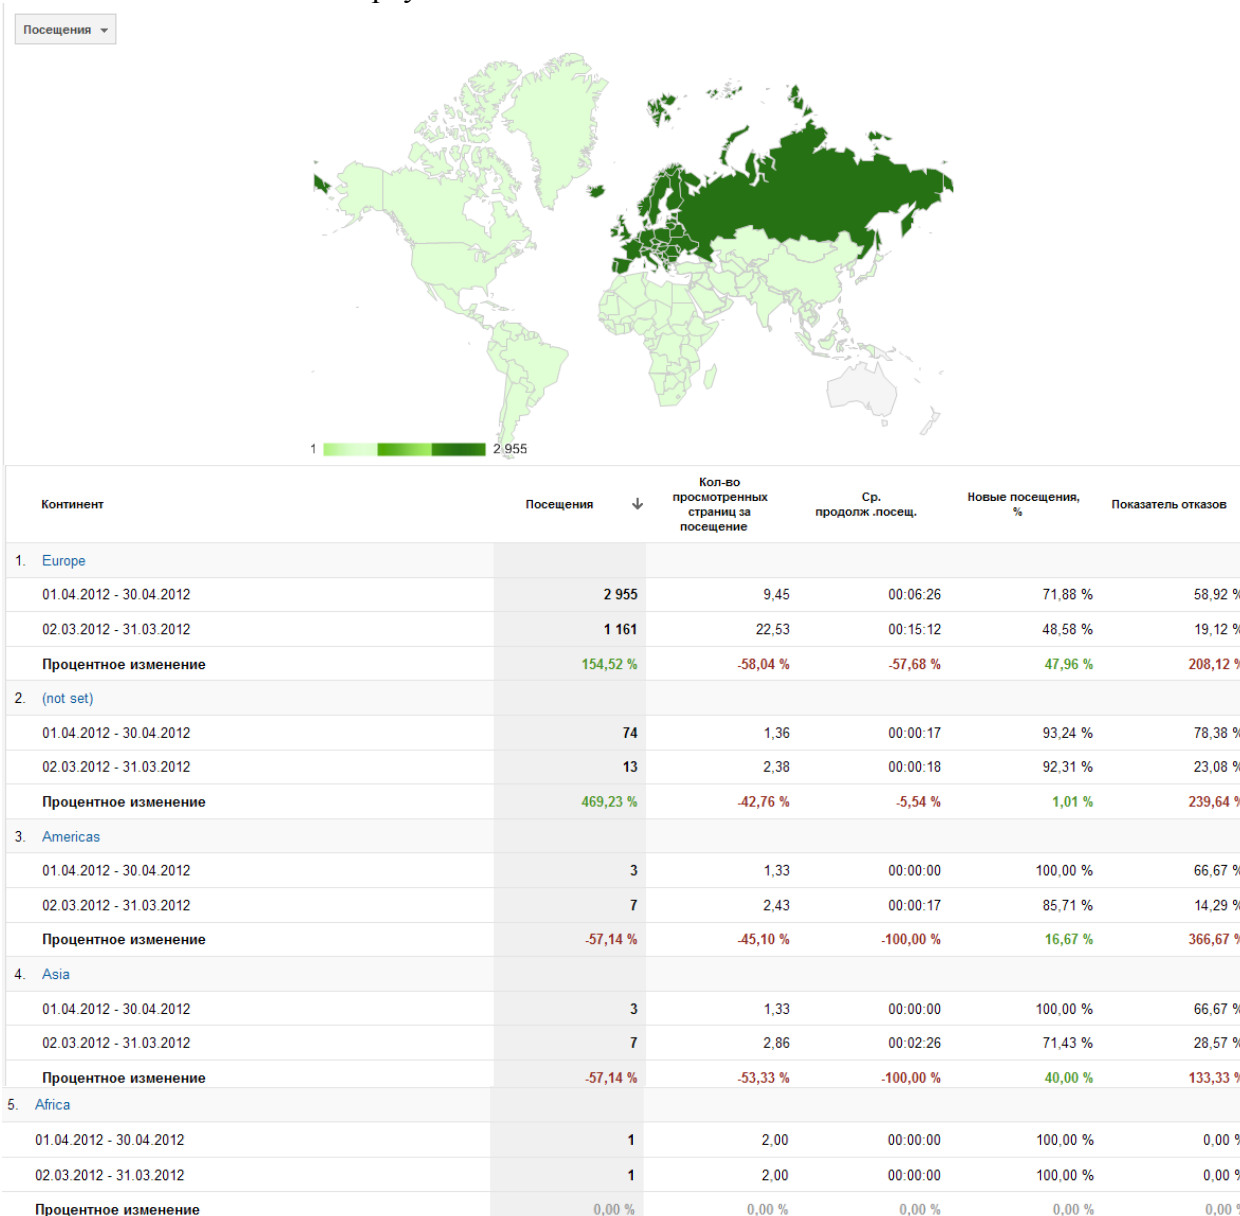 Посещения
1
2 955
Континент Посещения Кол-во просмотренных страниц за посещение Ср. продолж .посещ. Новые посещения, % Показатель отказов
1. Europe
01.04.2012 - 30.04.2012 2 955 9,45 00:06:26 71,88 % 58,92 %
02.03.2012 - 31.03.2012 1 161 22,53 00:15:12 48,58 % 19,12 %
Процентное изменение 154,52 % -58,04 % -57,68 % 47,96 % 208,12 %
2. (not set)
01.04.2012 - 30.04.2012 74 1,36 00:00:17 93,24 % 78,38 %
02.03.2012 - 31.03.2012 13 2,38 00:00:18 92,31 % 23,08 %
Процентное изменение 469,23 % -42,76 % -5,54 % 1,01 % 239,64 %
3. Americas
01.04.2012 - 30.04.2012 3 1,33 00:00:00 100,00 % 66,67 %
02.03.2012 - 31.03.2012 7 2,43 00:00:17 85,71 % 14,29 %
Процентное изменение -57,14 % -45,10 % -100,00 % 16,67 % 366,67 %
4. Asia
01.04.2012 - 30.04.2012 3 1,33 00:00:00 100,00 % 66,67 %
02.03.2012 - 31.03.2012 7 2,86 00:02:26 71,43 % 28,57 %
Процентное изменение -57,14 % -53,33 % -100,00 % 40,00 % 133,33 %
5. Africa
01.04.2012 - 30.04.2012 1 2,00 00:00:00 100,00 % 0,00 %
02.03.2012 - 31.03.2012 1 2,00 00:00:00 100,00 % 0,00 %
Процентное изменение 0,00 % 0,00 % 0,00 % 0,00 % 0,00 %